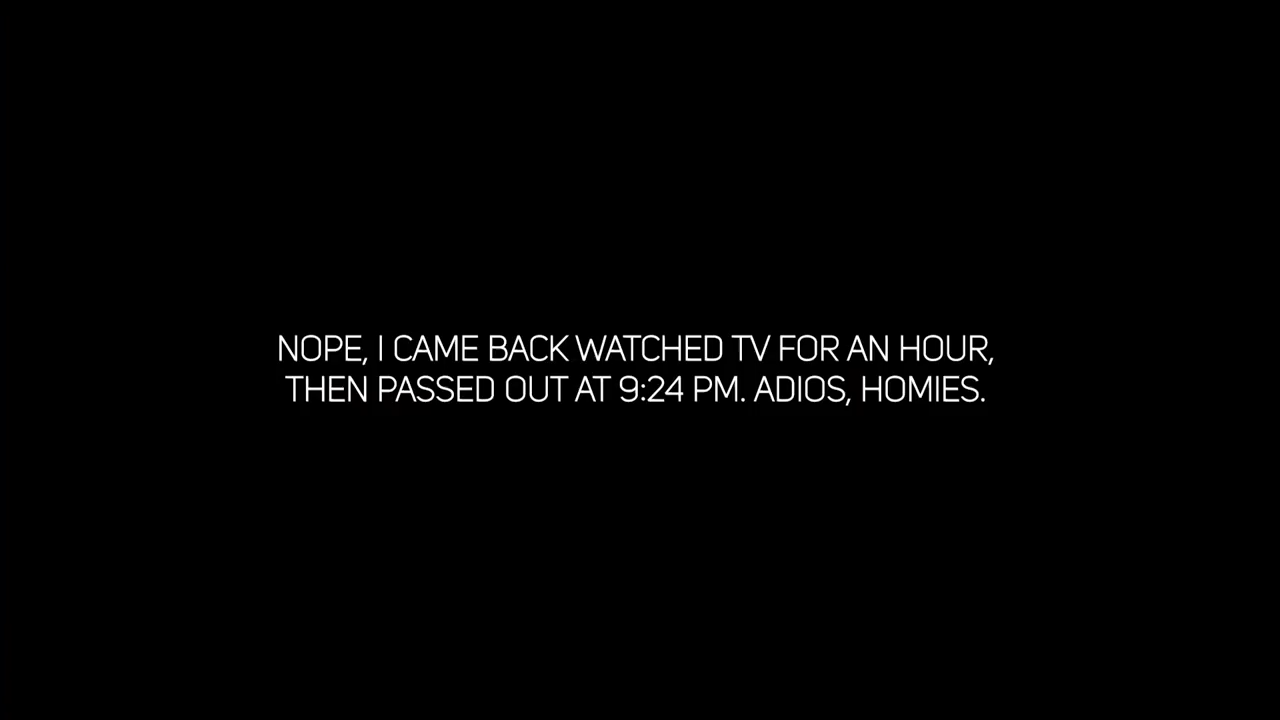 NOPE, I CAME BACK WATCHED TV FOR AN HOUR,
THEN PASSED OUT AT 9:24 PM. ADIOS, HOMIES.